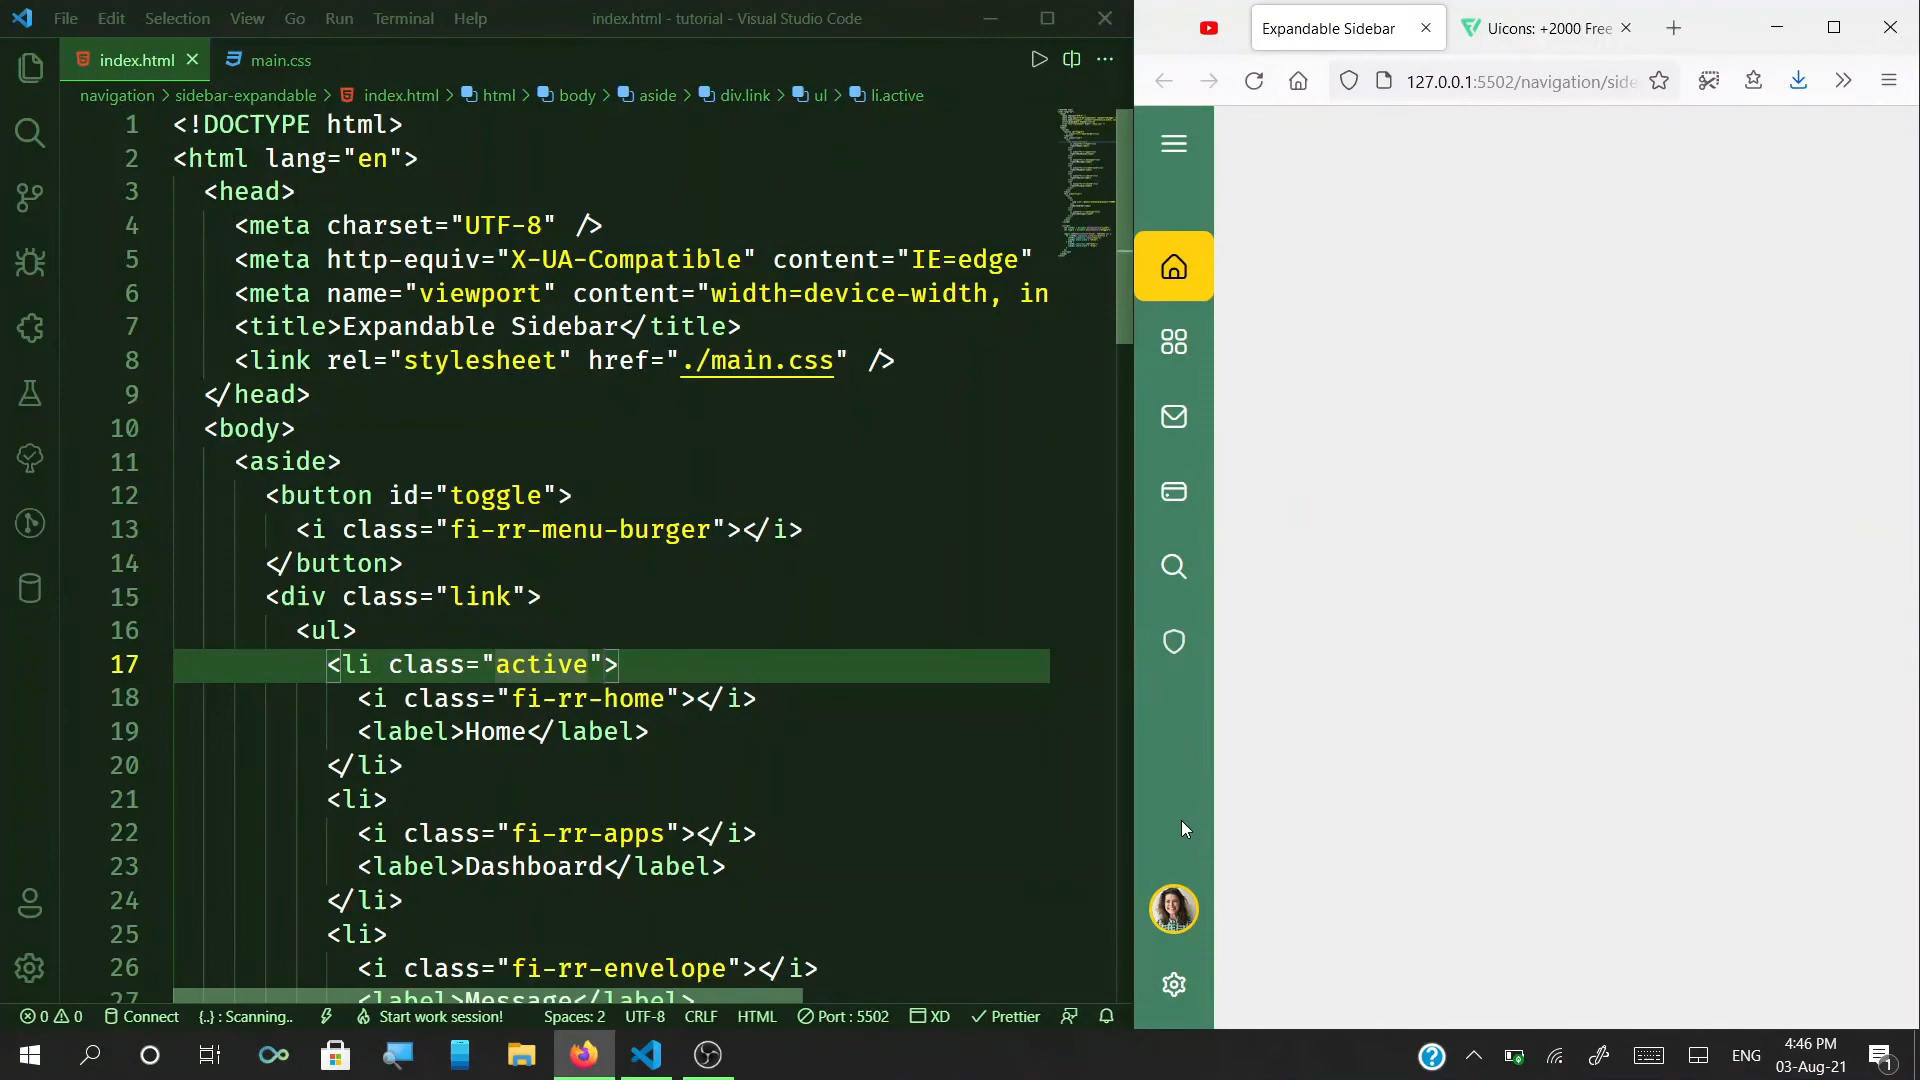 File Edit Selection View Go Run Terminal Help index.html - tutorial - Visual Studio Code
index.html main.css
navigation sidebar-expandable index.html html body aside div.link ul li.active
1 <!DOCTYPE html>
2 <html lang="en">
3 <head>
4 <meta charset="UTF-8" />
5 <meta http-equiv="X-UA-Compatible" content="IE=edge"
6 <meta name="viewport" content="width=device-width, in
7 <title>Expandable Sidebar</title>
8 <link rel="stylesheet" href="./main.css" />
9 </head>
10 <body>
11 <aside>
12 <button id="toggle">
13 <i class="fi-rr-menu-burger"></i>
14 </button>
15 <div class="link">
16 <ul>
17 <li class="active">
18 <i class="fi-rr-home"></i>
19 <label>Home</label>
20 </li>
21 <li>
22 <i class="fi-rr-apps"></i>
23 <label>Dashboard</label>
24 </li>
25 <li>
26 <i class="fi-rr-envelope"></i>
27 <label>Message</label>
0 0 Connect {..} : Scanning.. Start work session! Spaces: 2 UTF-8 CRLF HTML Port : 5502 XD Prettier
Expandable Sidebar Uicons: +2000 Free
127.0.0.1:5502/navigation/side
ENG 4:46 PM
03-Aug-21 1